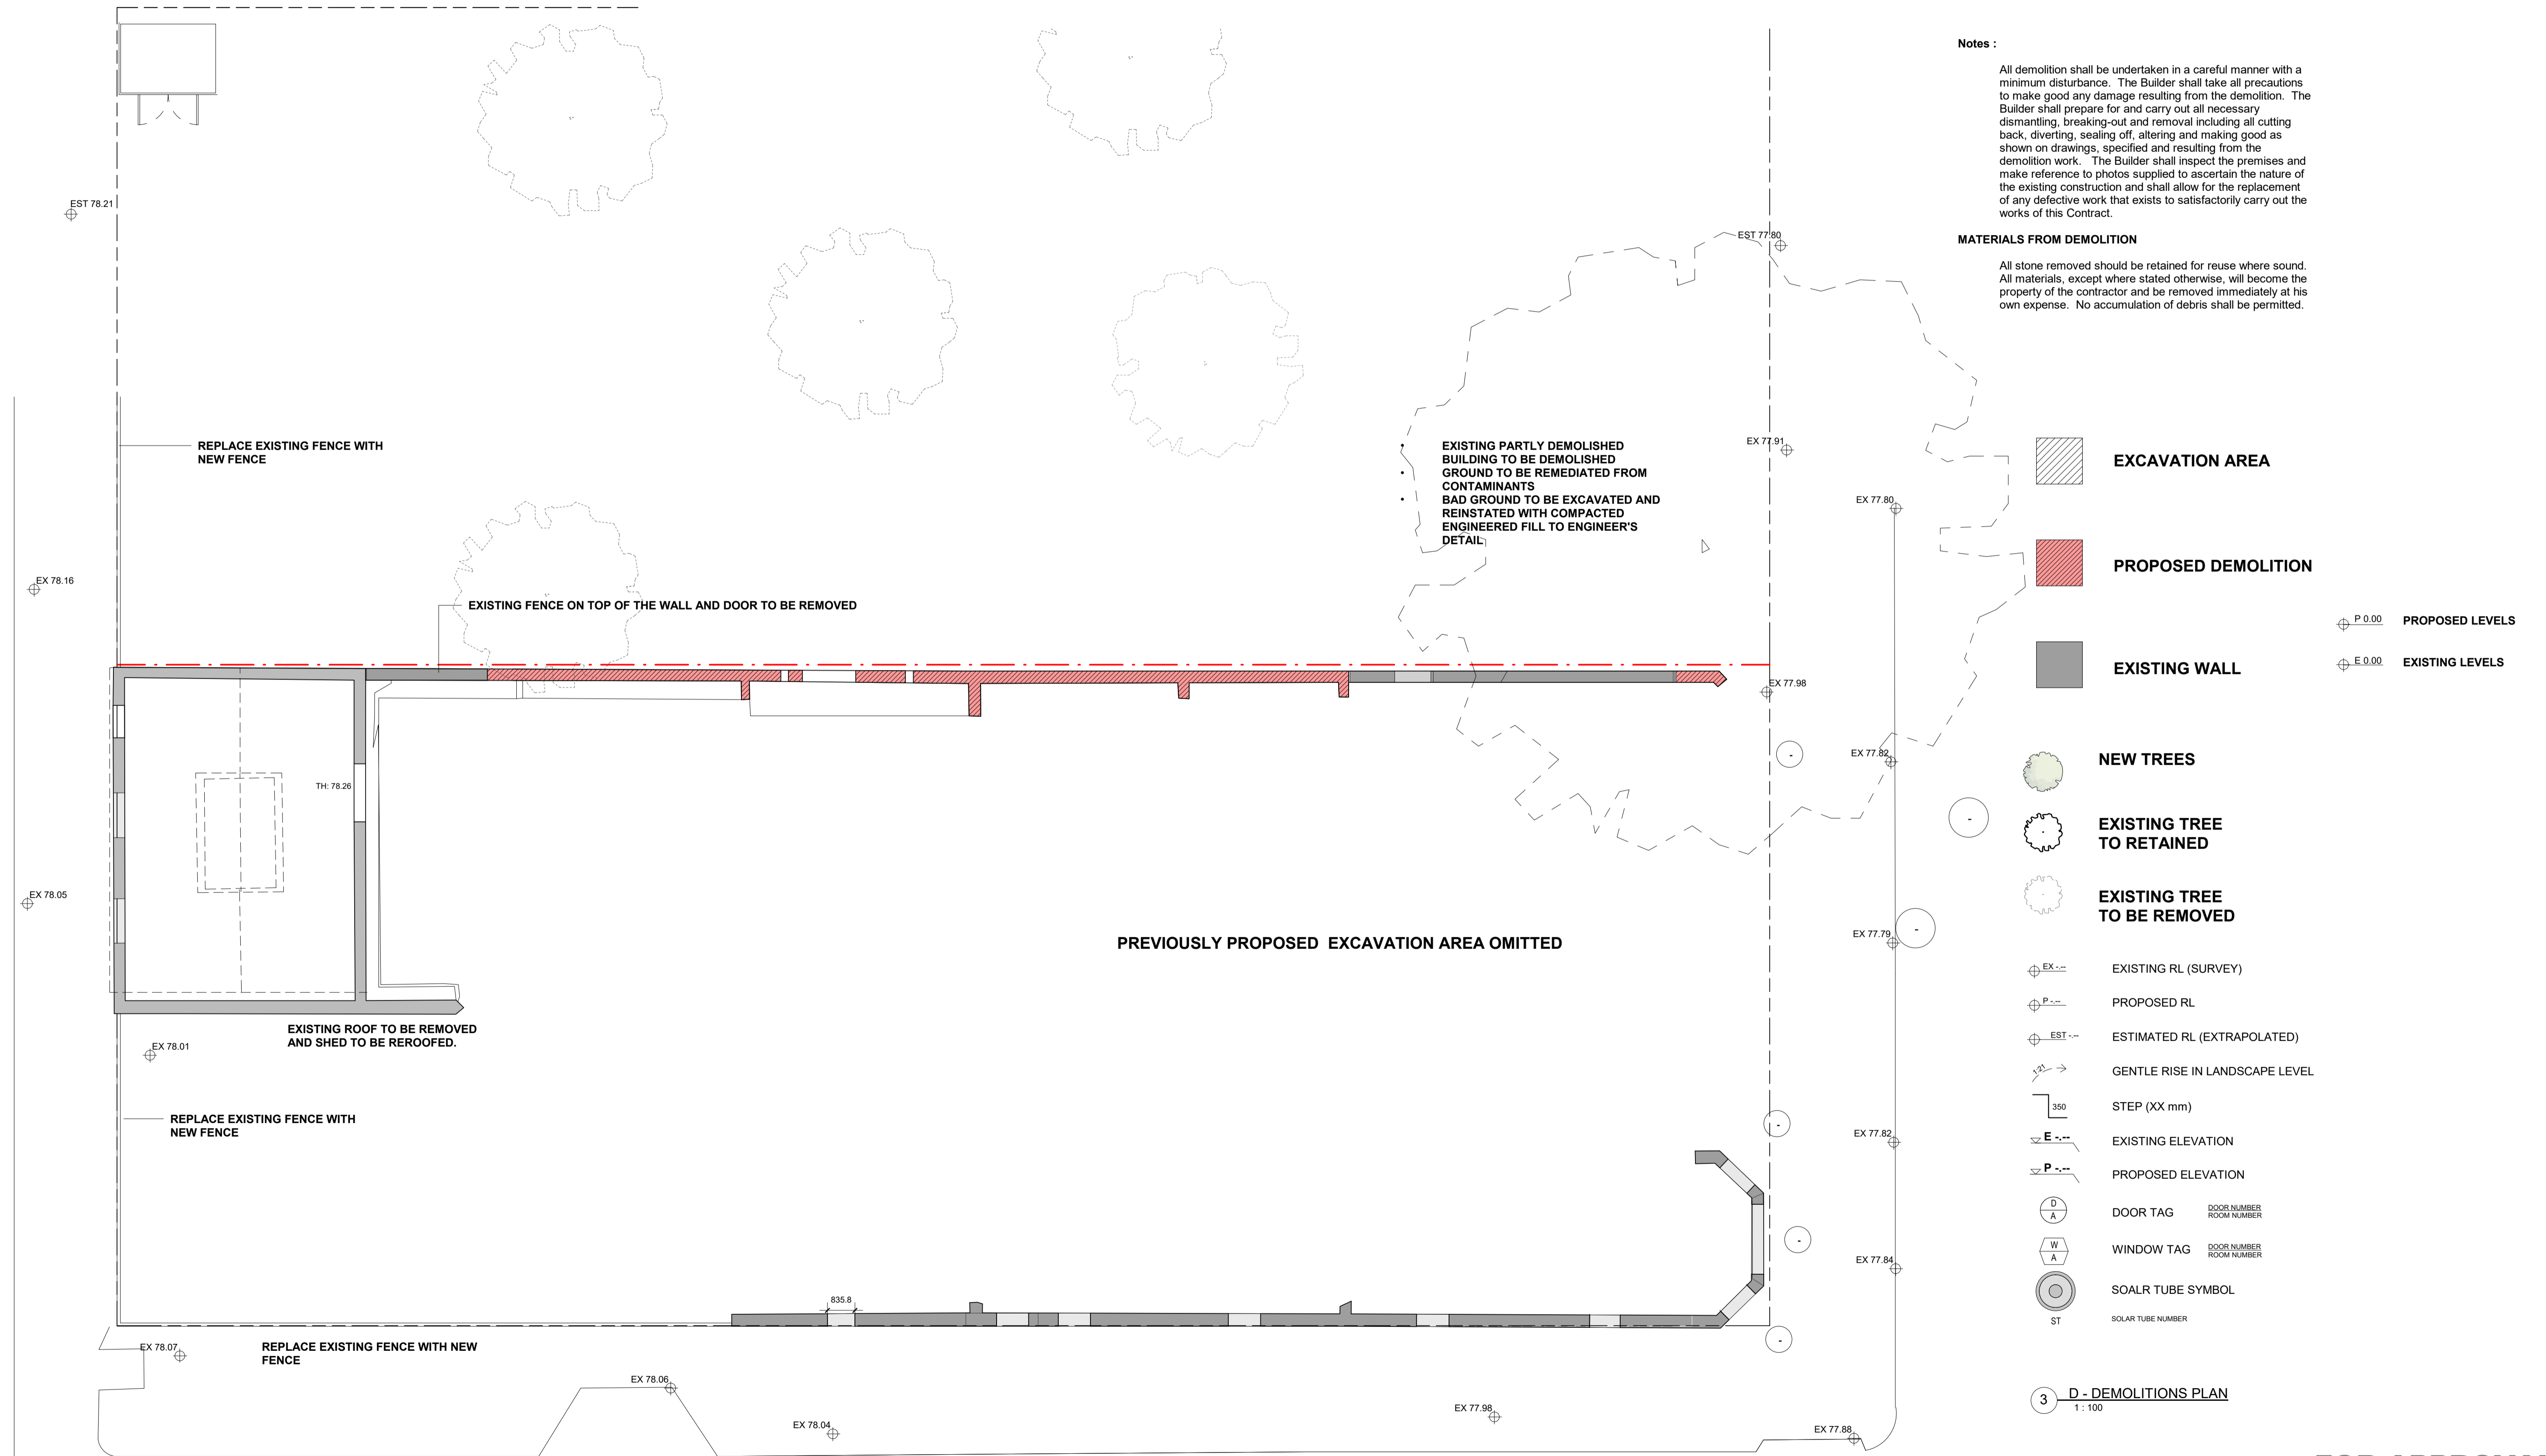 Notes :
All demolition shall be undertaken in a careful manner with a
minimum disturbance. The Builder shall take all precautions
to make good any damage resulting from the demolition. The
Builder shall prepare for and carry out all necessary
dismantling, breaking-out and removal including all cutting
back, diverting, sealing off, altering and making good as
shown on drawings, specified and resulting from the
demolition work. The Builder shall inspect the premises and
make reference to photos supplied to ascertain the nature of
the existing construction and shall allow for the replacement
of any defective work that exists to satisfactorily carry out the
works of this Contract.
MATERIALS FROM DEMOLITION
All stone removed should be retained for reuse where sound.
All materials, except where stated otherwise, will become the
property of the contractor and be removed immediately at his
own expense. No accumulation of debris shall be permitted.
EST 78.21
EST 77.80
REPLACE EXISTING FENCE WITH
NEW FENCE
• EXISTING PARTLY DEMOLISHED
BUILDING TO BE DEMOLISHED
• GROUND TO BE REMEDIATED FROM
CONTAMINANTS
• BAD GROUND TO BE EXCAVATED AND
REINSTATED WITH COMPACTED
ENGINEERED FILL TO ENGINEER'S
DETAIL
EX 77.91
EX 77.80
EX 78.16
EXISTING FENCE ON TOP OF THE WALL AND DOOR TO BE REMOVED
EX 77.98
EX 77.82
-
TH: 78.26
-
EX 78.05
-
EX 77.79
PREVIOUSLY PROPOSED EXCAVATION AREA OMITTED
EXISTING ROOF TO BE REMOVED
AND SHED TO BE REROOFED.
EX 78.01
REPLACE EXISTING FENCE WITH
NEW FENCE
-
EX 77.82
-
EX 77.84
835.8
-
EX 78.07
REPLACE EXISTING FENCE WITH NEW
FENCE
EX 78.06
EX 78.04
EX 77.98
EX 77.88
EXCAVATION AREA
PROPOSED DEMOLITION
P 0.00 PROPOSED LEVELS
EXISTING WALL
E 0.00 EXISTING LEVELS
NEW TREES
EXISTING TREE
TO RETAINED
EXISTING TREE
TO BE REMOVED
EX -.-- EXISTING RL (SURVEY)
P -.-- PROPOSED RL
EST -.-- ESTIMATED RL (EXTRAPOLATED)
1:21 GENTLE RISE IN LANDSCAPE LEVEL
350 STEP (XX mm)
E -.-- EXISTING ELEVATION
P -.-- PROPOSED ELEVATION
D
A
DOOR TAG
DOOR NUMBER
ROOM NUMBER
W
A
WINDOW TAG
DOOR NUMBER
ROOM NUMBER
SOALR TUBE SYMBOL
ST SOLAR TUBE NUMBER
3 D - DEMOLITIONS PLAN
1 : 100